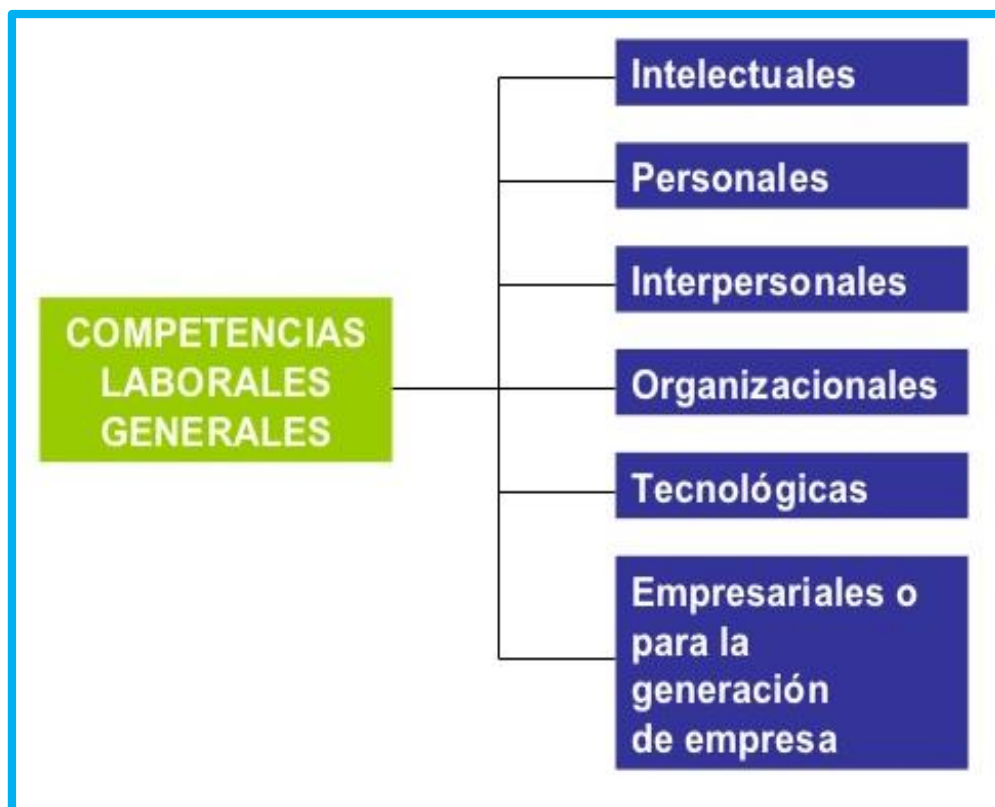 COMPETENCIAS
LABORALES
GENERALES
Intelectuales
Personales
Interpersonales
Organizacionales
Tecnológicas
Empresariales o
para la
generación
de empresa